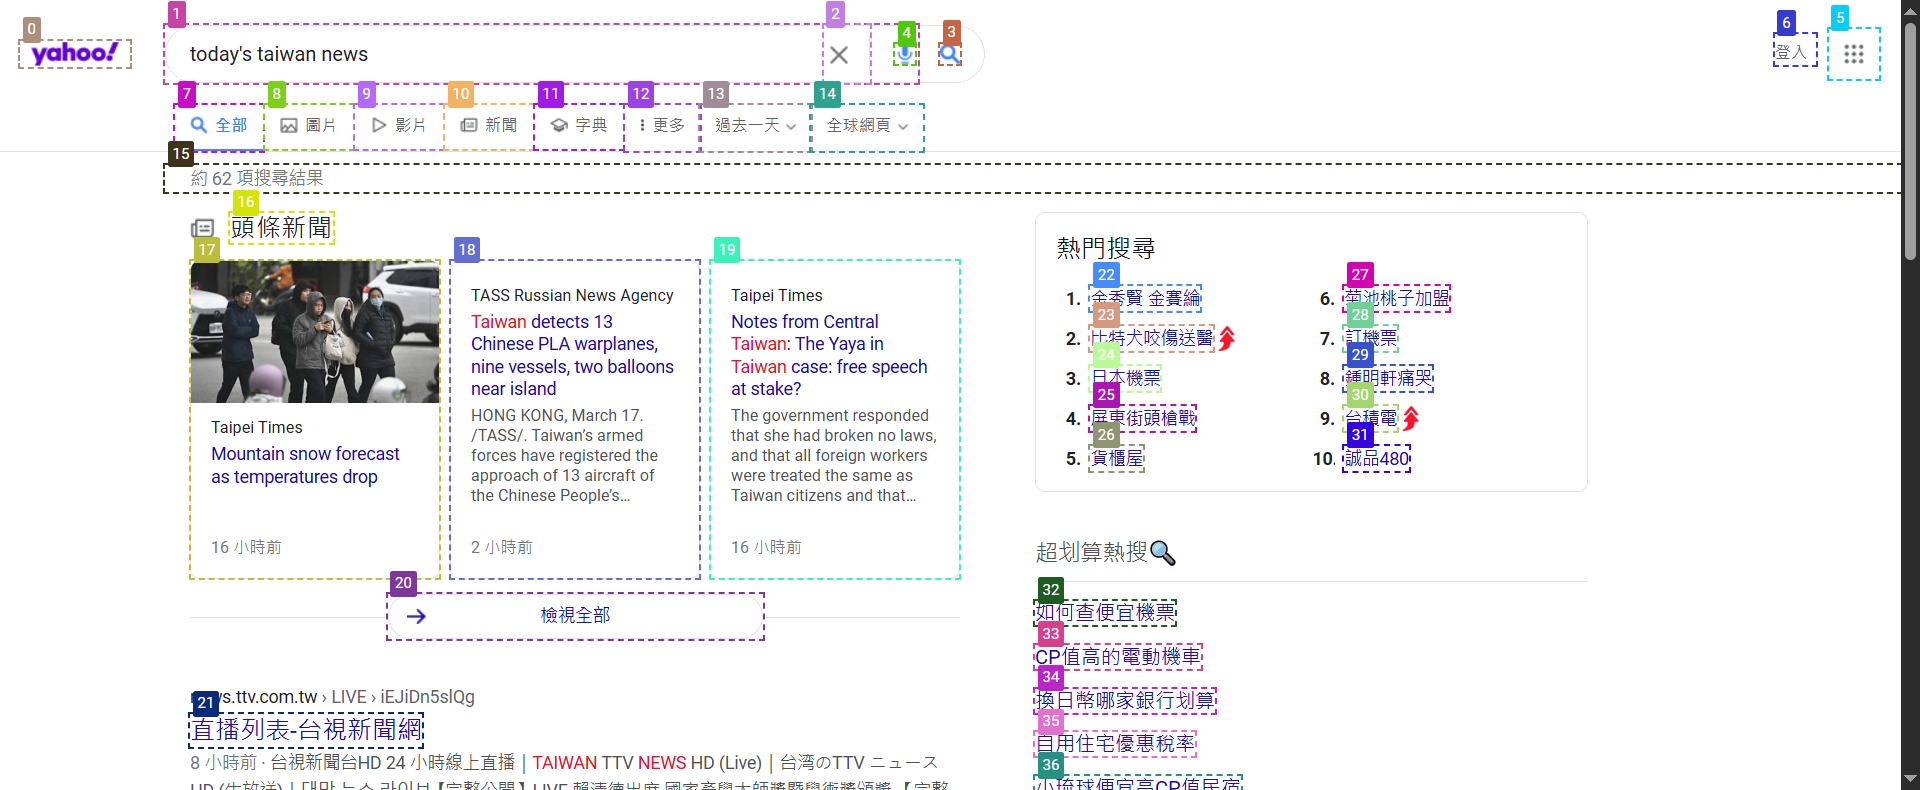 yahoo!
today's taiwan news
登入
全部
圖片
影片
新聞
字典
更多
過去一天
全球網頁
約 62 項搜尋結果
頭條新聞
Taipei Times
Mountain snow forecast
as temperatures drop
16 小時前
TASS Russian News Agency
Taiwan detects 13
Chinese PLA warplanes,
nine vessels, two balloons
near island
HONG KONG, March 17.
/TASS/. Taiwan's armed
forces have registered the
approach of 13 aircraft of
the Chinese People's...
2 小時前
Taipei Times
Notes from Central
Taiwan: The Yaya in
Taiwan case: free speech
at stake?
The government responded
that she had broken no laws,
and that all foreign workers
were treated the same as
Taiwan citizens and that...
16 小時前
檢視全部
.ttv.com.tw › LIVE › iEJiDn5slQg
直播列表-台視新聞網
8 小時前 · 台視新聞台HD 24 小時線上直播｜TAIWAN TTV NEWS HD (Live)｜台湾のTTV ニュース
熱門搜尋
1. 金秀賢 金賽綸
2. 比特犬咬傷送醫
3. 日本機票
4. 屏東街頭槍戰
5. 貨櫃屋
6. 菊池桃子加盟
7. 訂機票
8. 鍾明軒痛哭
9. 台積電
10. 誠品480
超划算熱搜
如何查便宜機票
CP值高的電動機車
換日幣哪家銀行划算
自用住宅優惠稅率
小琉球便宜高CP值民宿
0
1
2
3
4
5
6
7
8
9
10
11
12
13
14
15
16
17
18
19
20
21
22
23
24
25
26
27
28
29
30
31
32
33
34
35
36